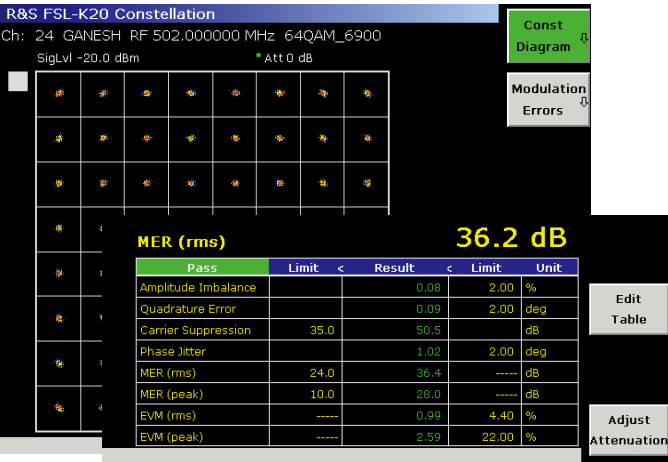 R&S FSL-K20 Constellation
Ch: 24 GANESH RF 502.000000 MHz 64QAM_6900
SigLvl -20.0 dBm * Att 0 dB
Const
Diagram
Modulation
Errors
MER (rms) 36.2 dB
Pass Limit < Result < Limit Unit
Amplitude Imbalance 0.08 2.00 %
Quadrature Error 0.09 2.00 deg
Carrier Suppression 35.0 50.5 dB
Phase Jitter 1.02 2.00 deg
MER (rms) 24.0 36.4 ----- dB
MER (peak) 10.0 28.0 ----- dB
EVM (rms) ----- 0.99 4.40 %
EVM (peak) ----- 2.59 22.00 %
Edit
Table
Adjust
Attenuation